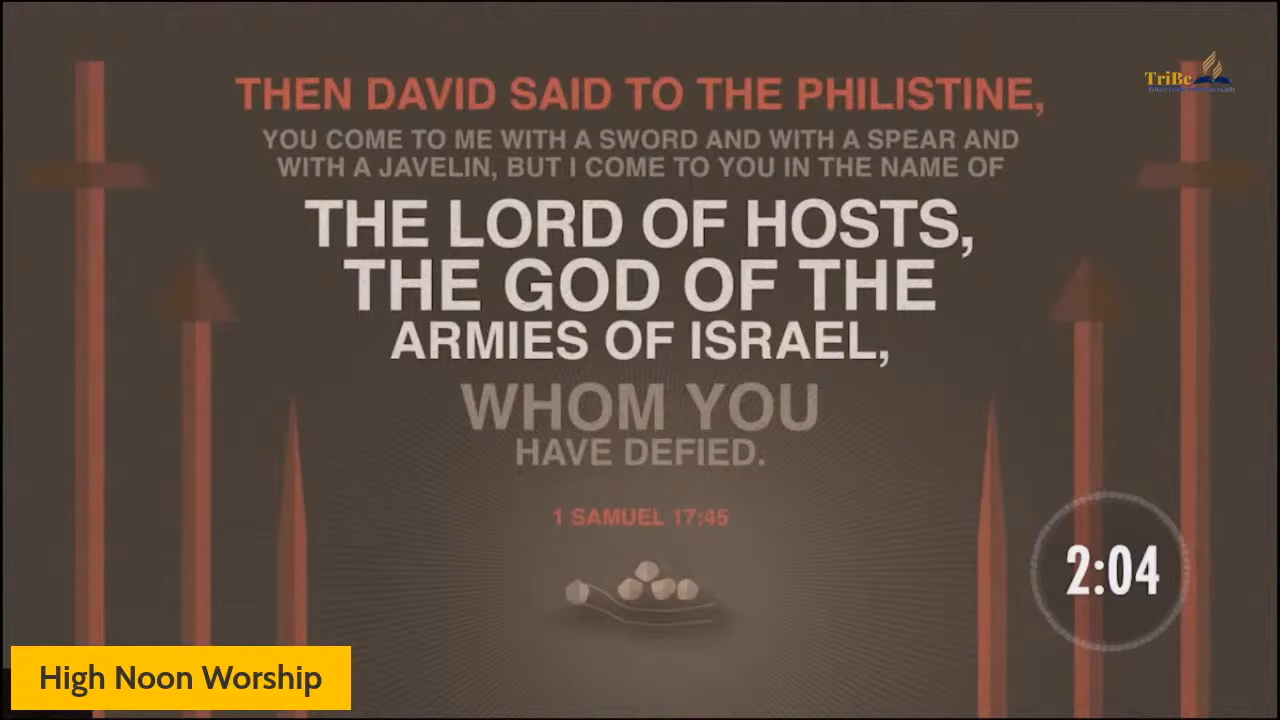 THEN DAVID SAID TO THE PHILISTINE,
YOU COME TO ME WITH A SWORD AND WITH A SPEAR AND
WITH A JAVELIN, BUT I COME TO YOU IN THE NAME OF
THE LORD OF HOSTS,
THE GOD OF THE
ARMIES OF ISRAEL,
WHOM YOU
HAVE DEFIED.
1 SAMUEL 17:45
TriBe
2:04
High Noon Worship